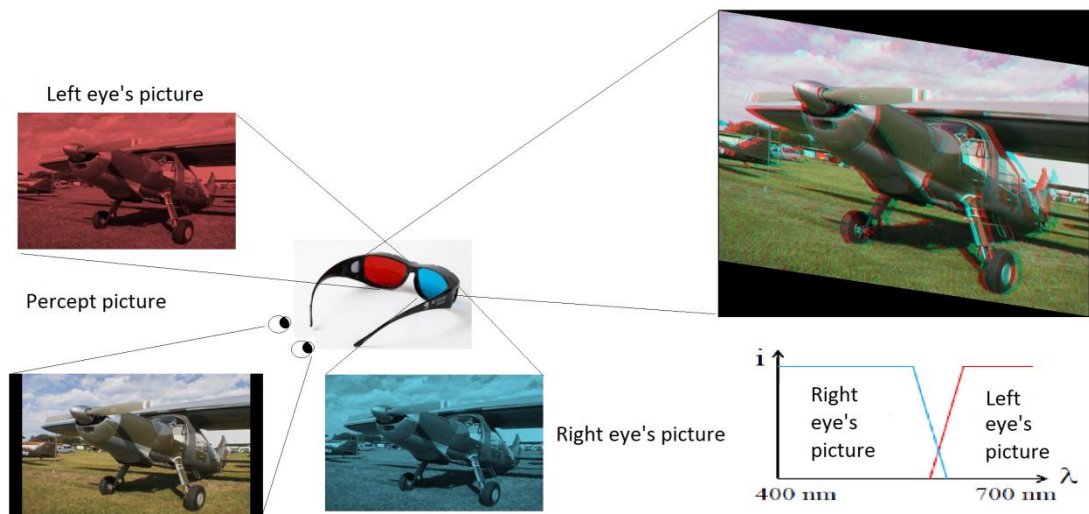 Left eye's picture
Percept picture
Right eye's picture
i
Right
eye's
picture
Left
eye's
picture
400 nm
700 nm
λ